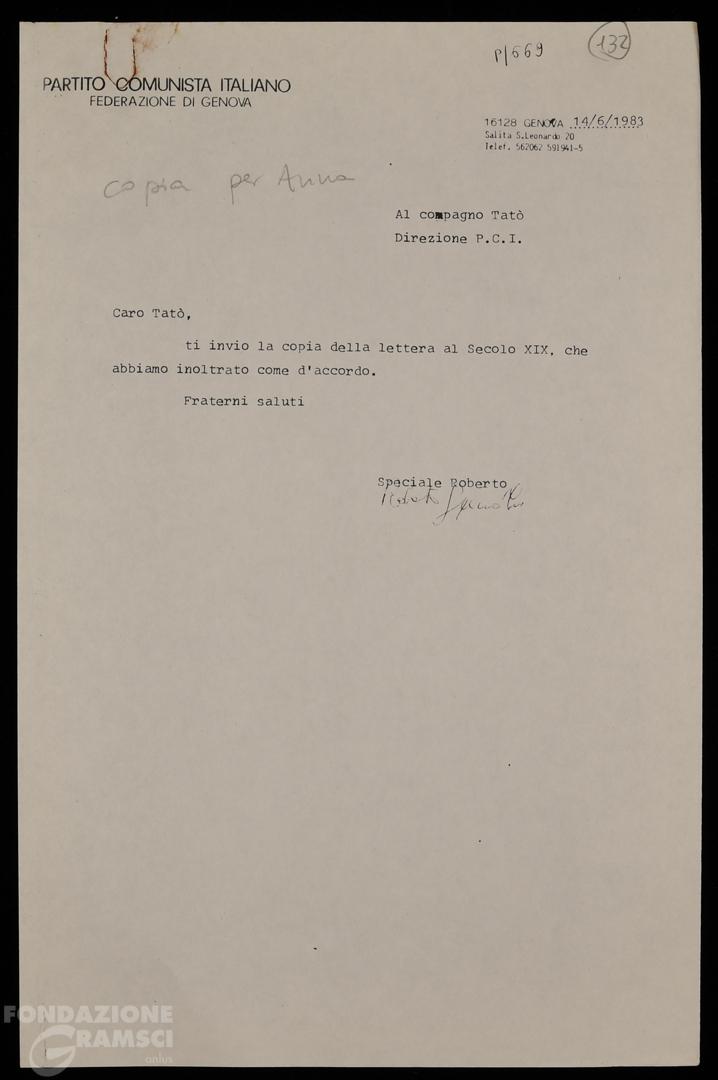 P/669 132
PARTITO COMUNISTA ITALIANO
FEDERAZIONE DI GENOVA
16128 GENOVA 14/6/1983
Salita S.Leonardo 20
Telef. 562062 591941-5
copia per Anna
Al compagno Tatò
Direzione P.C.I.
Caro Tatò,
ti invio la copia della lettera al Secolo XIX, che
abbiamo inoltrato come d'accordo.
Fraterni saluti
Speciale Roberto
Roberto Speciale
FONDAZIONE
GRAMSCI
onlus